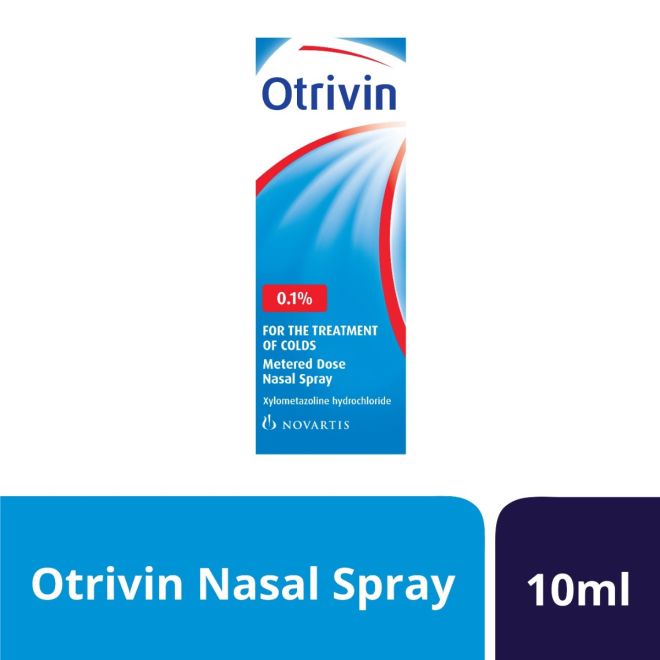 Otrivin
0.1%
FOR THE TREATMENT
OF COLDS
Metered Dose
Nasal Spray
Xylometazoline hydrochloride
NOVARTIS
Otrivin Nasal Spray
10ml